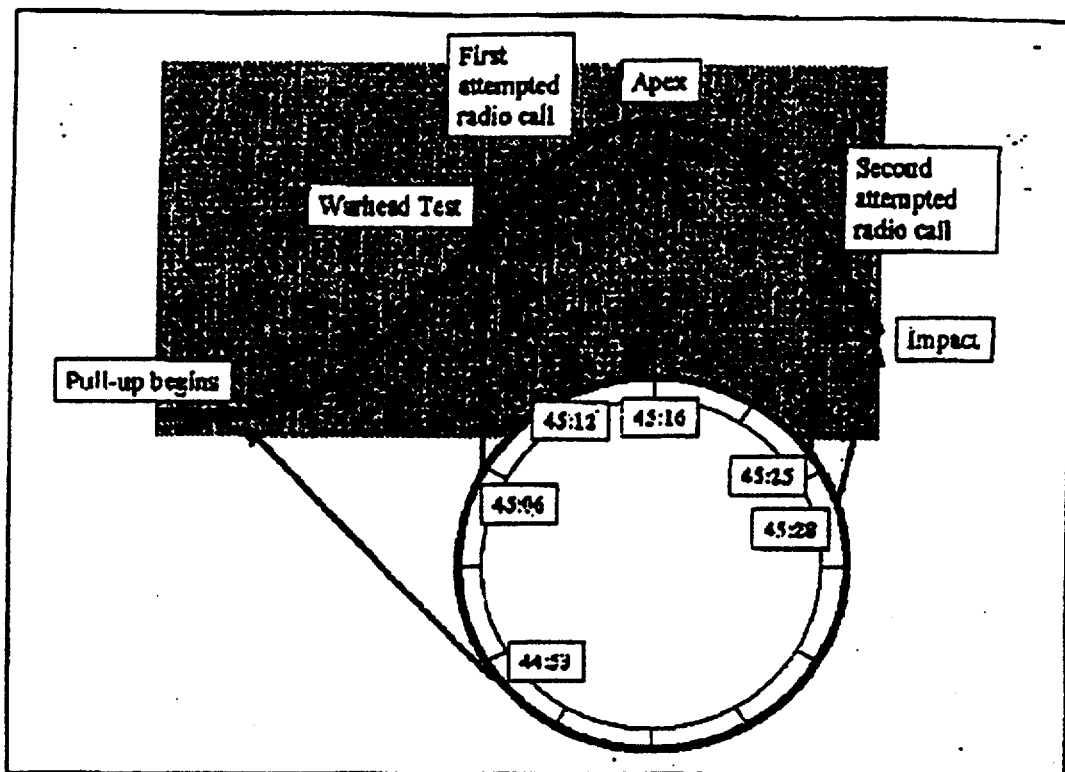 First
attempted
radio call
Apex
Second
attempted
radio call
Warhead Test
Impact
Pull-up begins
45:12
45:16
45:25
45:06
45:28
44:53